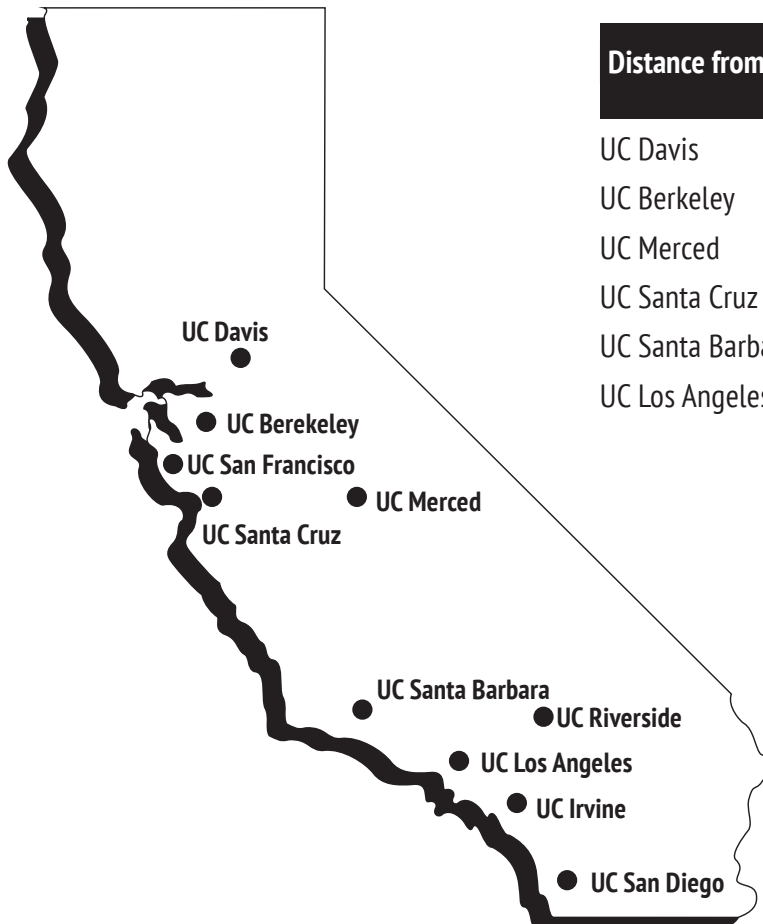 Distance from
UC Davis
UC Berkeley
UC Merced
UC Santa Cruz
UC Santa Barba
UC Los Angeles
UC Davis
UC Berekeley
UC San Francisco
UC Merced
UC Santa Cruz
UC Santa Barbara
UC Riverside
UC Los Angeles
UC Irvine
UC San Diego